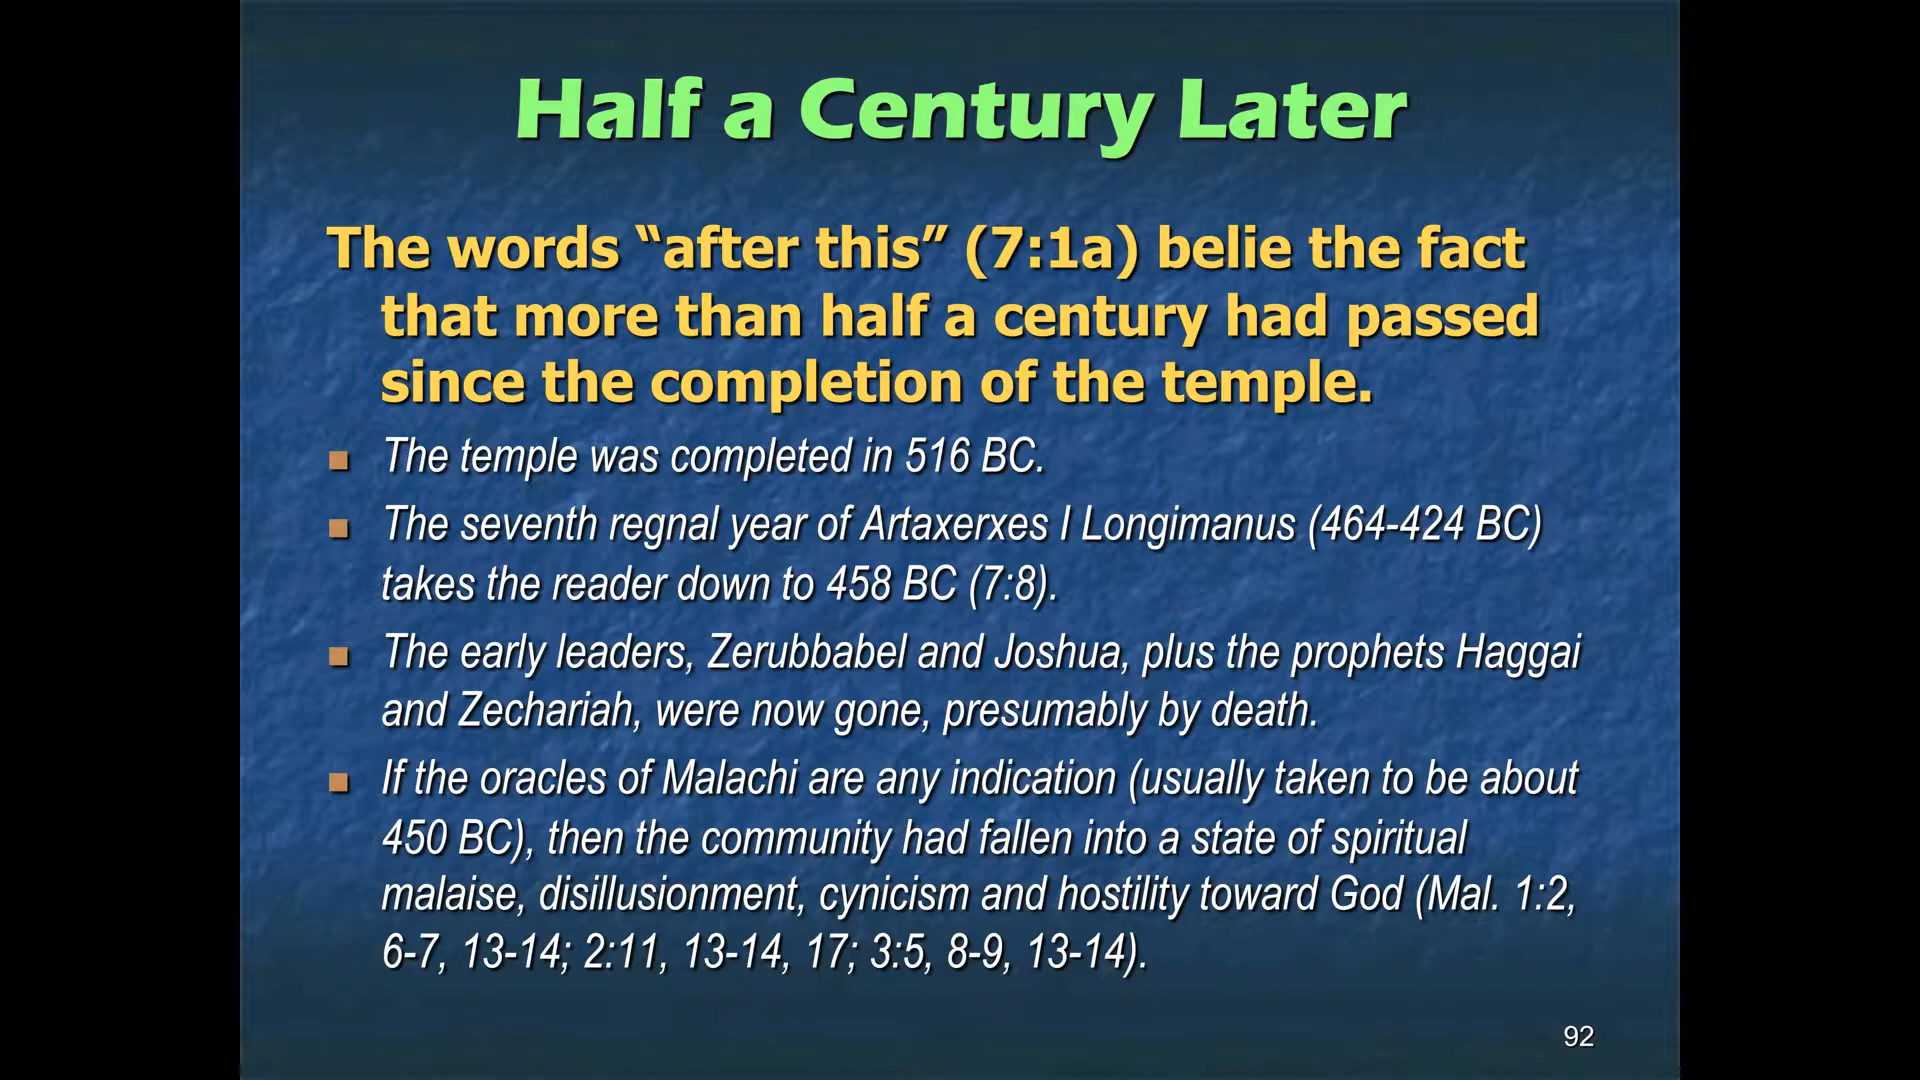 Half a Century Later
The words “after this” (7:1a) belie the fact
that more than half a century had passed
since the completion of the temple.
The temple was completed in 516 BC.
The seventh regnal year of Artaxerxes I Longimanus (464-424 BC)
takes the reader down to 458 BC (7:8).
The early leaders, Zerubbabel and Joshua, plus the prophets Haggai
and Zechariah, were now gone, presumably by death.
If the oracles of Malachi are any indication (usually taken to be about
450 BC), then the community had fallen into a state of spiritual
malaise, disillusionment, cynicism and hostility toward God (Mal. 1:2,
6-7, 13-14; 2:11, 13-14, 17; 3:5, 8-9, 13-14).
92